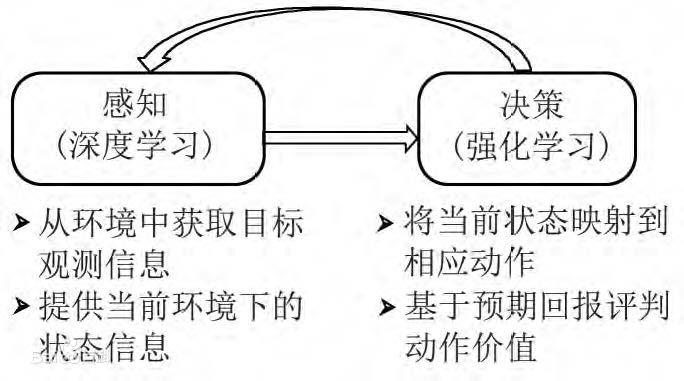 感知
(深度学习)
决策
(强化学习)
➤ 从环境中获取目标
观测信息
➤ 提供当前环境下的
状态信息
➤ 将当前状态映射到
相应动作
➤ 基于预期回报评判
动作价值